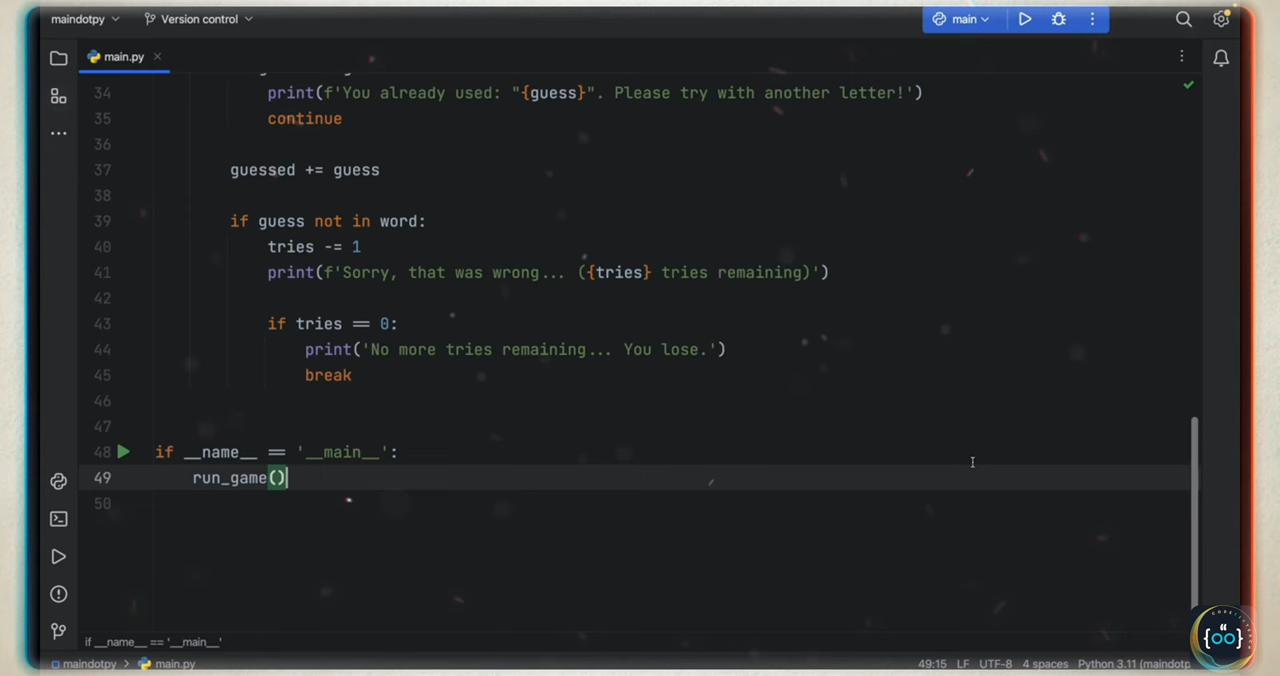 maindotpy Version control main
main.py
34 print(f'You already used: "{guess}". Please try with another letter!')
35 continue
36
37 guessed += guess
38
39 if guess not in word:
40 tries -= 1
41 print(f'Sorry, that was wrong... ({tries} tries remaining)')
42
43 if tries == 0:
44 print('No more tries remaining... You lose.')
45 break
46
47
48 if __name__ == '__main__':
49 run_game()
50
if __name__ == '__main__'
maindotpy > main.py 49:15 LF UTF-8 4 spaces Python 3.11 (maindotp